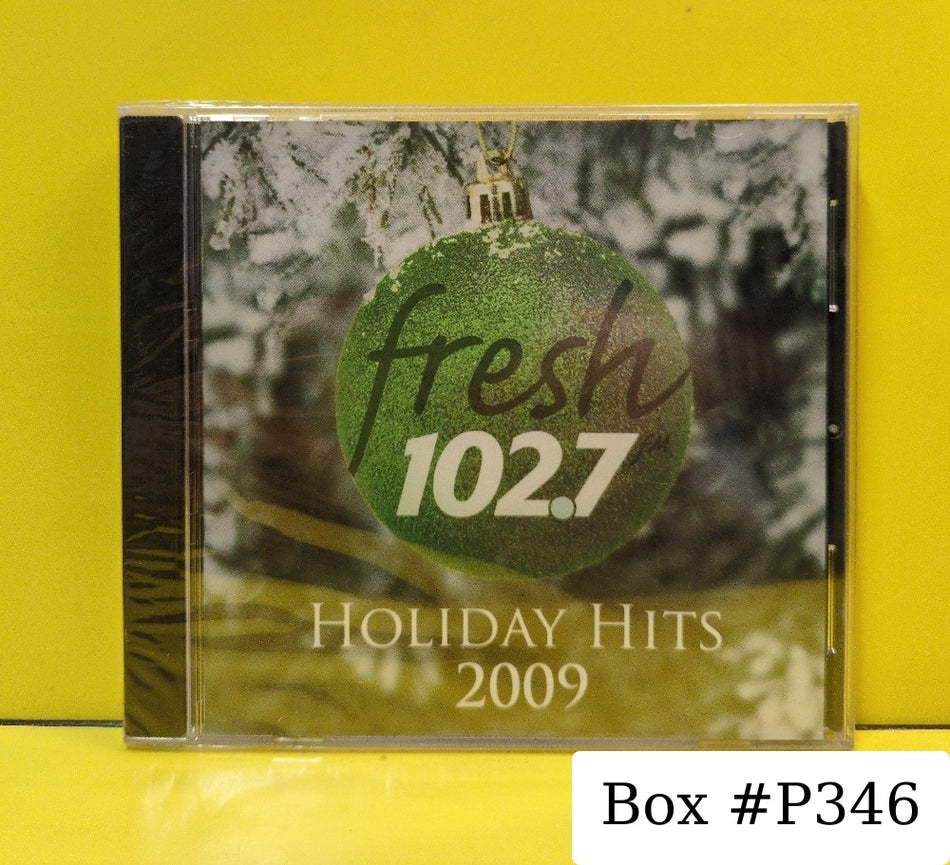 fresh
102.7 FM
HOLIDAY HITS
2009
Box #P346